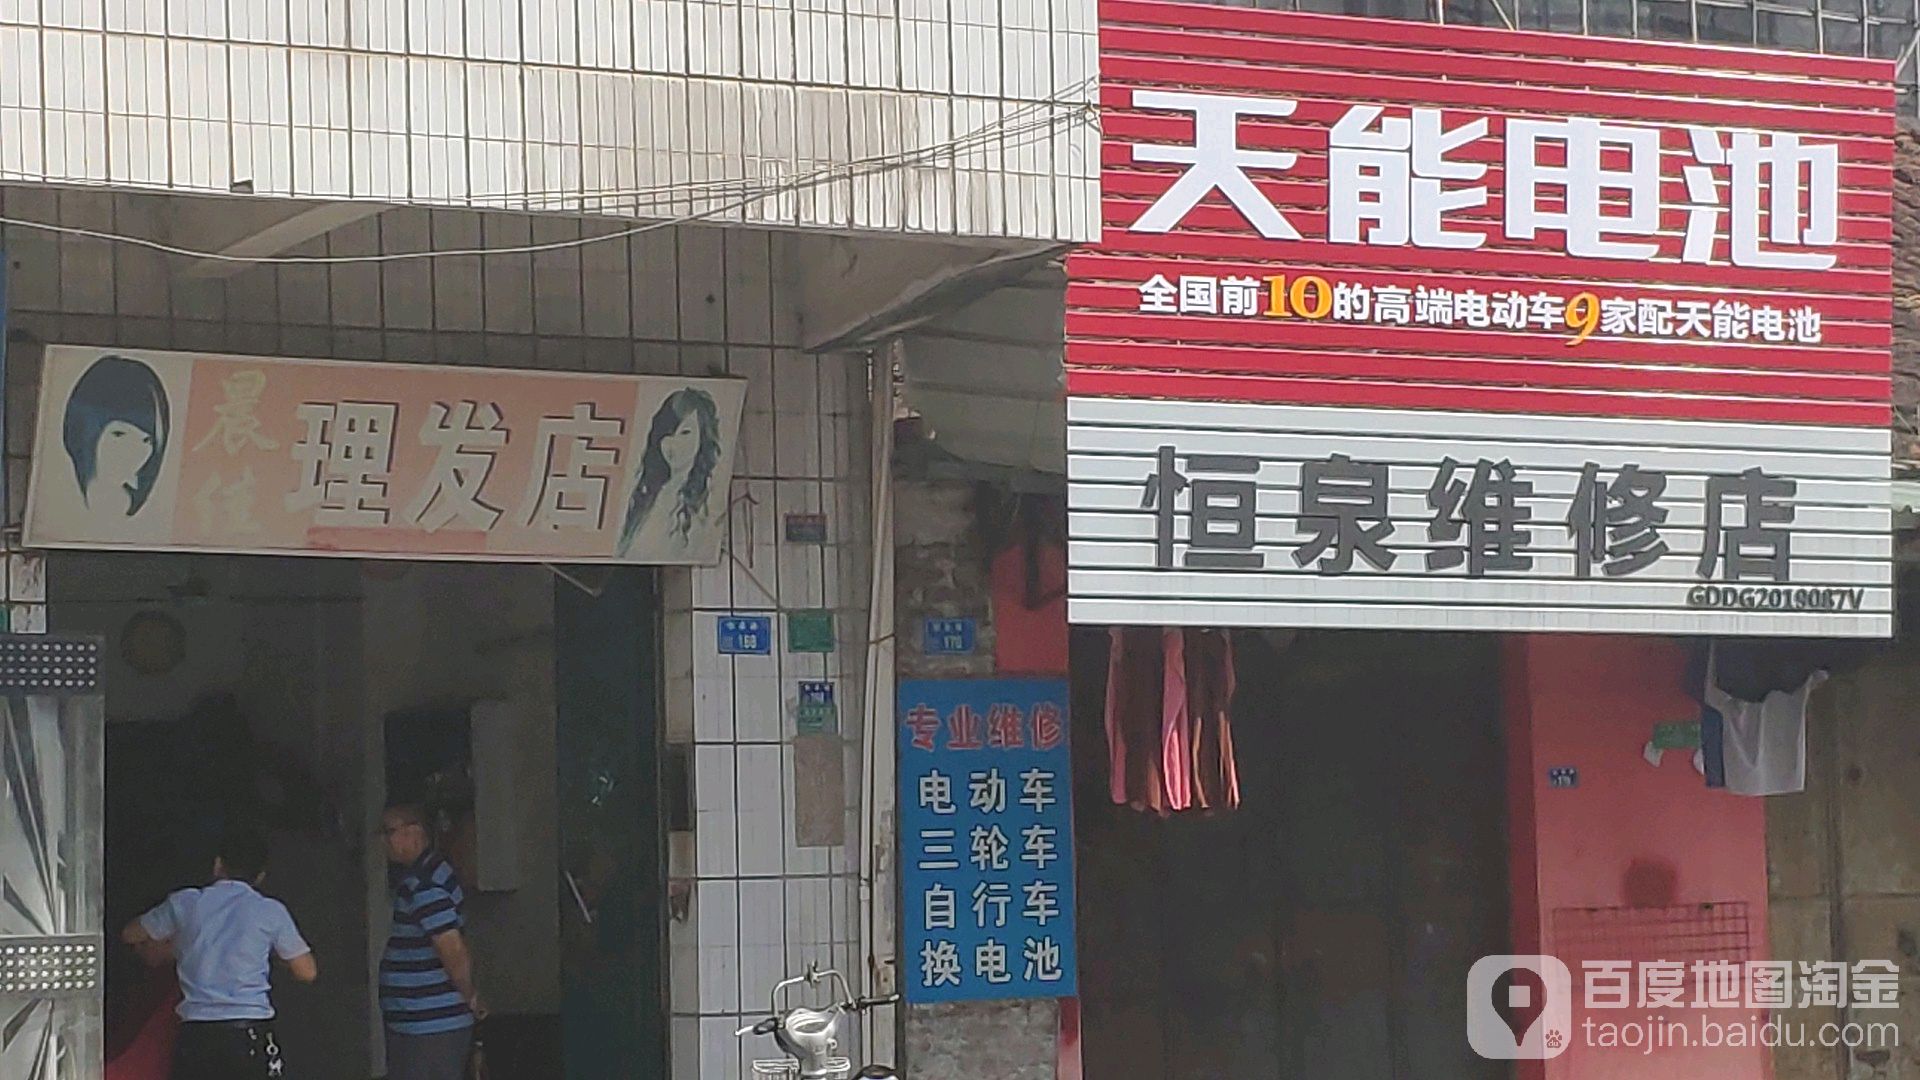 晨佳
理发店
168
170
天能电池
全国前10的高端电动车9家配天能电池
恒泉维修店
GDDG2019087V
专业维修
电动车
三轮车
自行车
换电池
百度地图淘金
taojin.baidu.com